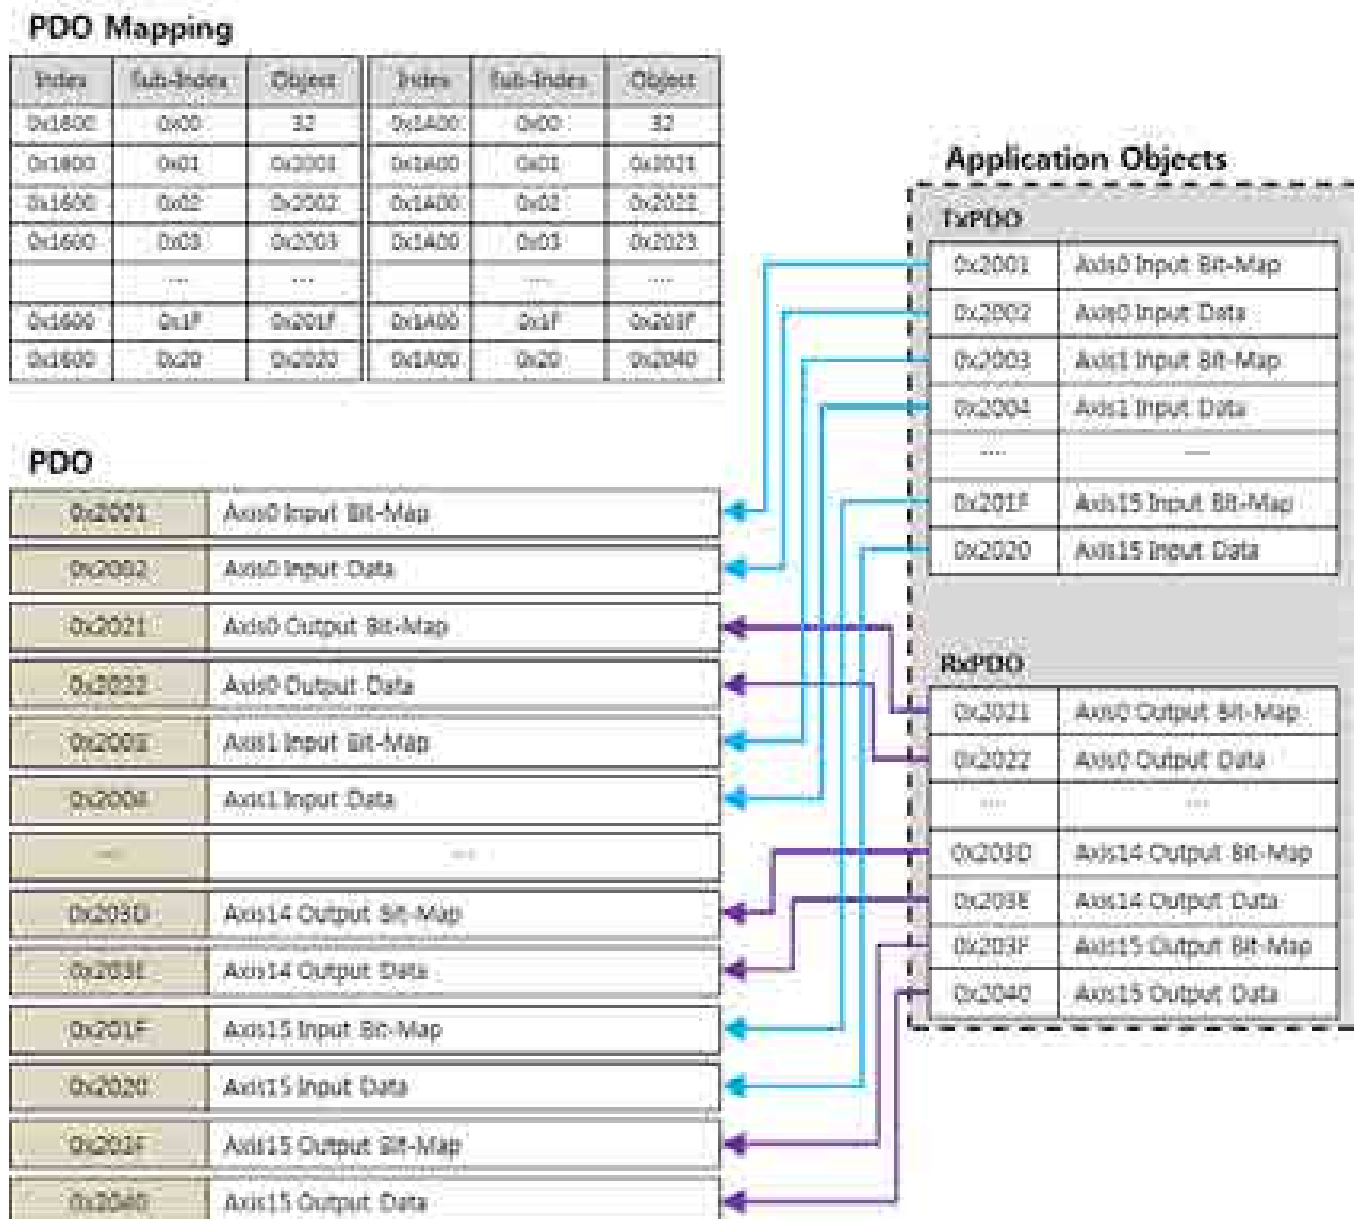 PDO Mapping
Index Sub-Index Object Index Sub-Index Object
0x1600 0x00 32 0x1A00 0x00 32
0x1600 0x01 0x2001 0x1A00 0x01 0x2021
0x1600 0x02 0x2002 0x1A00 0x02 0x2022
0x1600 0x03 0x2003 0x1A00 0x03 0x2023
.... .... .... ....
0x1600 0x1F 0x201F 0x1A00 0x1F
0x1600 0x20 0x2020 0x1A00 0x20 0x2040
Application Objects
TxPDO
0x2001 Axis0 Input Bit-Map
0x2002 Axis0 Input Data
0x2003 Axis1 Input Bit-Map
0x2004 Axis1 Input Data
.... ....
0x201F Axis15 Input Bit-Map
0x2020 Axis15 Input Data
RxPDO
0x2021 Axis0 Output Bit-Map
0x2022 Axis0 Output Data
.... ....
0x203D Axis14 Output Bit-Map
0x203E Axis14 Output Data
0x203F Axis15 Output Bit-Map
0x2040 Axis15 Output Data
PDO
0x2001 Axis0 Input Bit-Map
0x2002 Axis0 Input Data
0x2021 Axis0 Output Bit-Map
0x2022 Axis0 Output Data
0x2003 Axis1 Input Bit-Map
0x2004 Axis1 Input Data
.... ....
0x203D Axis14 Output Bit-Map
0x203E Axis14 Output Data
0x201F Axis15 Input Bit-Map
0x2020 Axis15 Input Data
Axis15 Output Bit-Map
0x2040 Axis15 Output Data